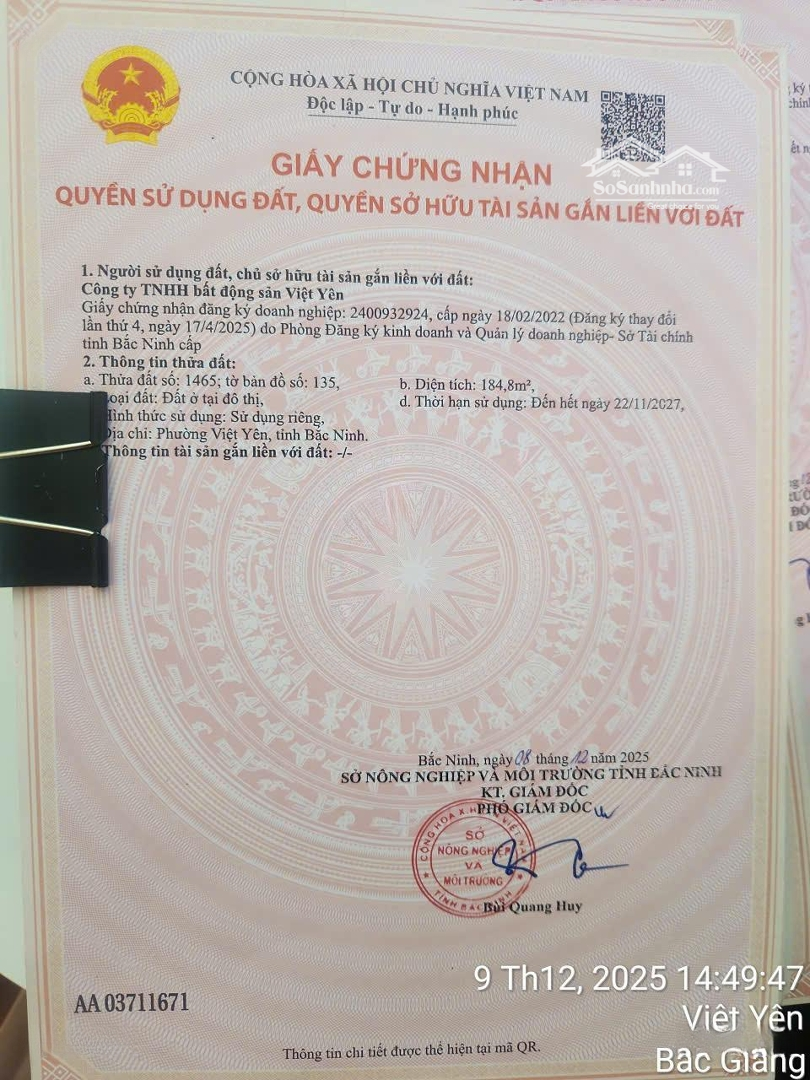 CỘNG HÒA XÃ HỘI CHỦ NGHĨA VIỆT NAM
Độc lập - Tự do - Hạnh phúc
SoSanhnha.com
GIẤY CHỨNG NHẬN
QUYỀN SỬ DỤNG ĐẤT, QUYỀN SỞ HỮU TÀI SẢN GẮN LIỀN VỚI ĐẤT
1. Người sử dụng đất, chủ sở hữu tài sản gắn liền với đất:
Công ty TNHH bất động sản Việt Yên
Giấy chứng nhận đăng ký doanh nghiệp: 2400932924, cấp ngày 18/02/2022 (Đăng ký thay đổi
lần thứ 4, ngày 17/4/2025) do Phòng Đăng ký kinh doanh và Quản lý doanh nghiệp- Sở Tài chính
tỉnh Bắc Ninh cấp
2. Thông tin thửa đất:
a. Thửa đất số: 1465; tờ bản đồ số: 135, b. Diện tích: 184,8m²,
oại đất: Đất ở tại đô thị, d. Thời hạn sử dụng: Đến hết ngày 22/11/2027,
Hình thức sử dụng: Sử dụng riêng,
Địa chỉ: Phường Việt Yên, tỉnh Bắc Ninh.
Thông tin tài sản gắn liền với đất: -/-
Bắc Ninh, ngày 08 tháng 12 năm 2025
SỞ NÔNG NGHIỆP VÀ MÔI TRƯỜNG TỈNH BẮC NINH
KT. GIÁM ĐỐC
PHÓ GIÁM ĐỐC
SỞ
NÔNG NGHIỆP
VÀ
MÔI TRƯỜNG
TỈNH BẮC NINH
Bùi Quang Huy
AA 03711671
9 Th12, 2025 14:49:47
Việt Yên
Bắc Giang
Thông tin chi tiết được thể hiện tại mã QR.